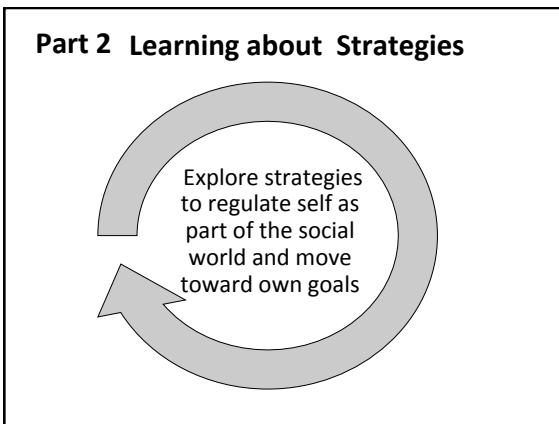 Part 2 Learning about Strategies
Explore strategies
to regulate self as
part of the social
world and move
toward own goals